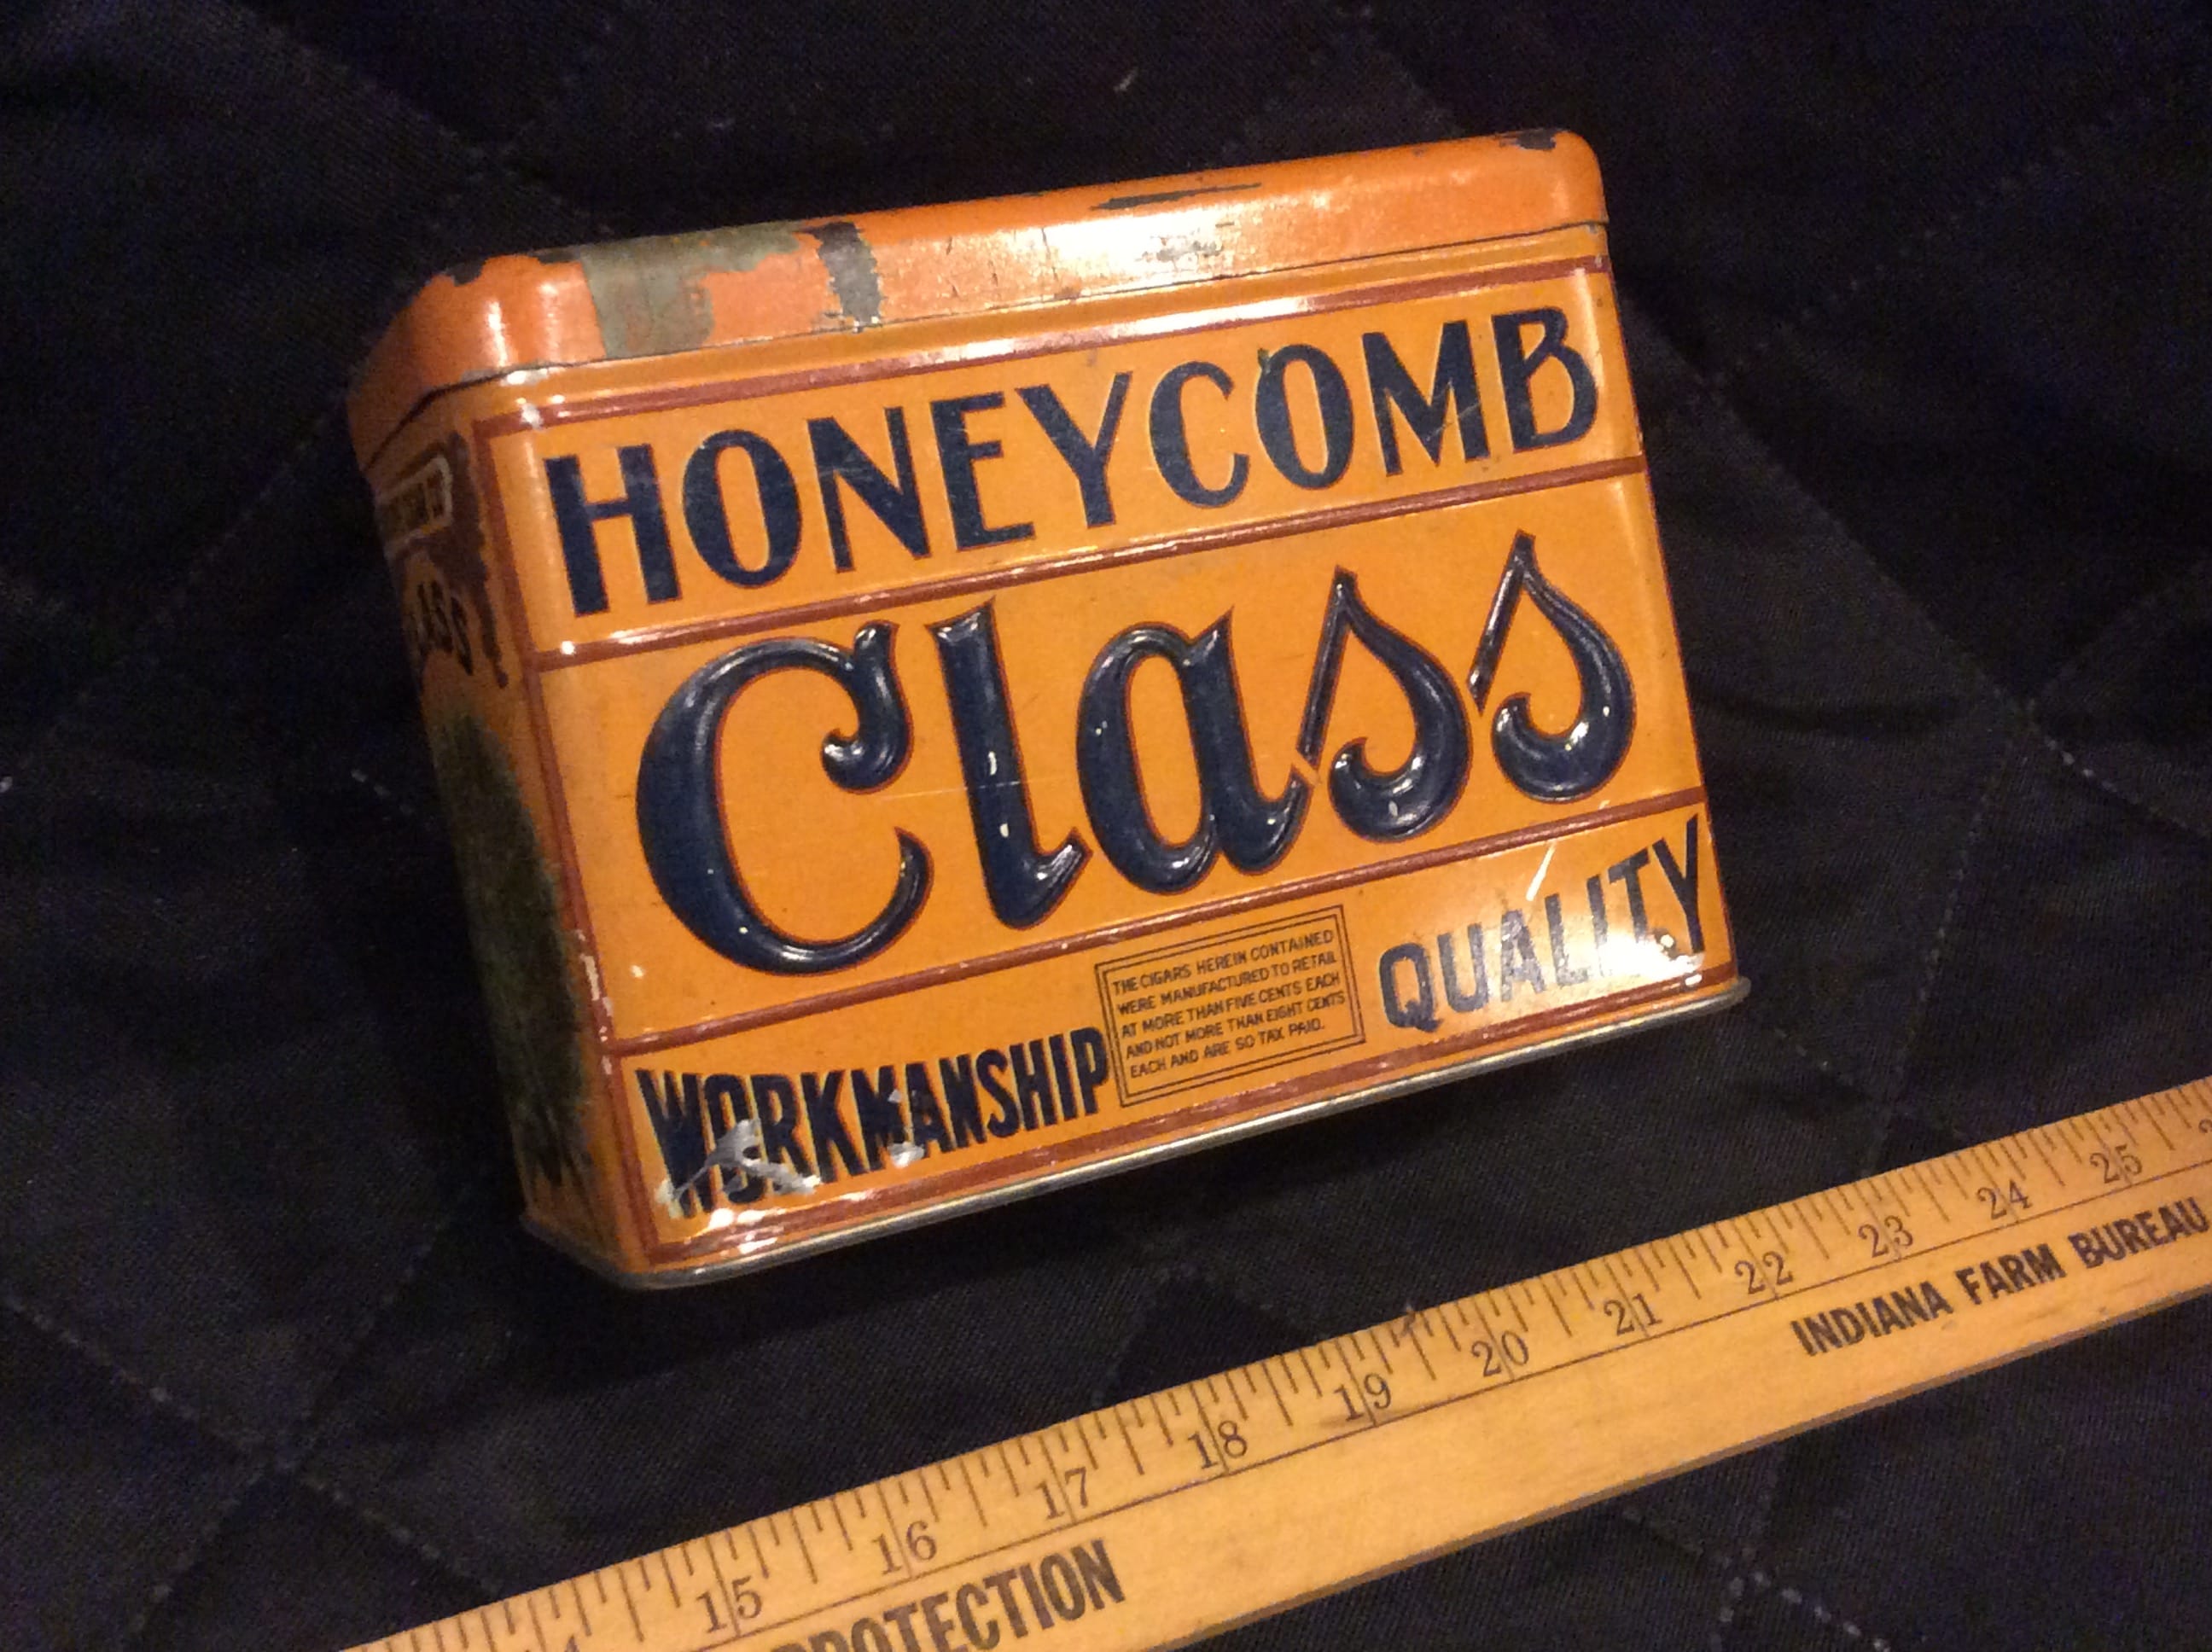 HONEYCOMB
Class
WORKMANSHIP
THE CIGARS HEREIN CONTAINED
WERE MANUFACTURED TO RETAIL
AT MORE THAN FIVE CENTS EACH
AND NOT MORE THAN EIGHT CENTS
EACH AND ARE SO TAX PAID.
QUALITY
15 16 17 18 19 20 21 22 23 24 25
PROTECTION INDIANA FARM BUREAU